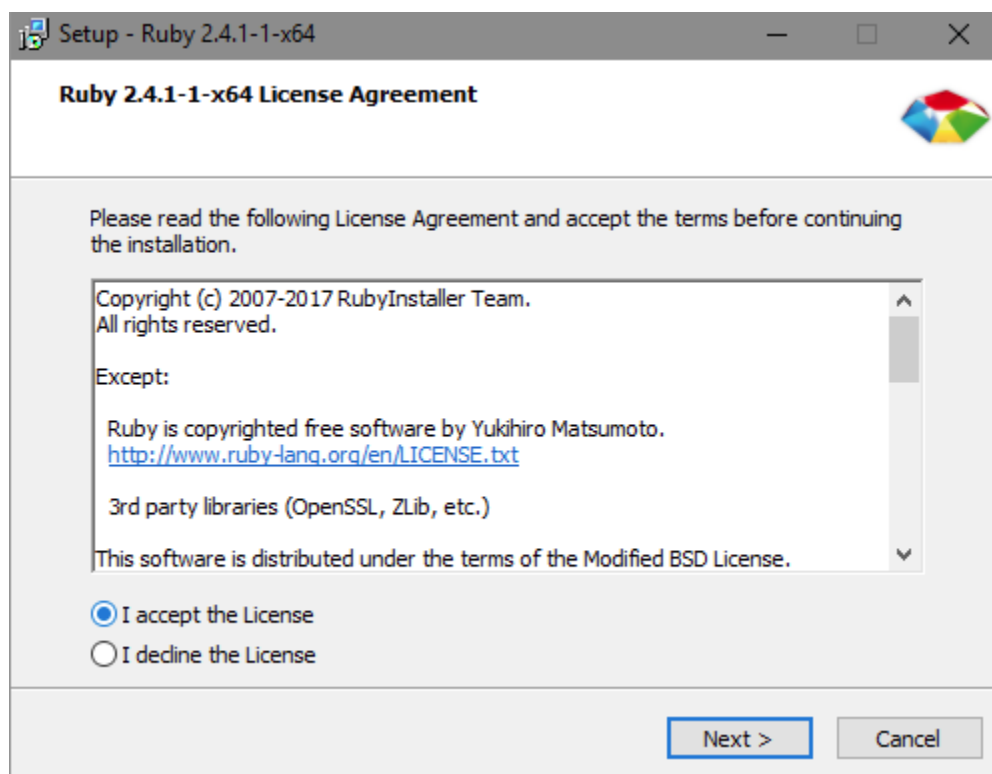 Setup - Ruby 2.4.1-1-x64
Ruby 2.4.1-1-x64 License Agreement
Please read the following License Agreement and accept the terms before continuing
the installation.
Copyright (c) 2007-2017 RubyInstaller Team.
All rights reserved.
Except:
Ruby is copyrighted free software by Yukihiro Matsumoto.
http://www.ruby-lang.org/en/LICENSE.txt
3rd party libraries (OpenSSL, ZLib, etc.)
This software is distributed under the terms of the Modified BSD License.
I accept the License
I decline the License
Next > Cancel